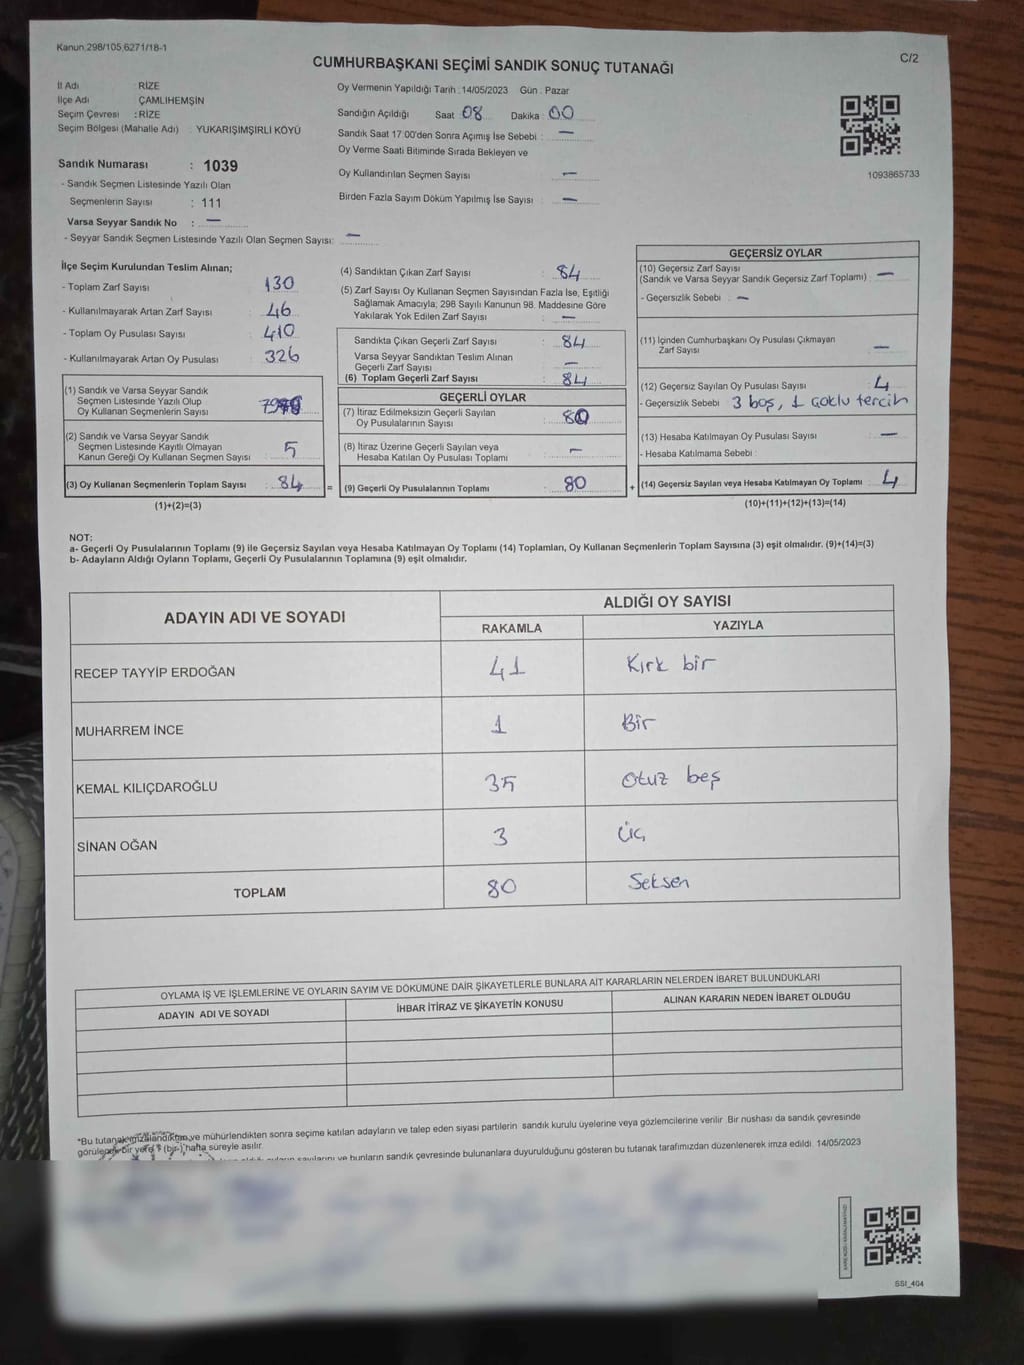 Kanun:298/105,6271/18-1
C/2
CUMHURBAŞKANI SEÇİMİ SANDIK SONUÇ TUTANAĞI
İl Adı : RİZE
İlçe Adı : ÇAMLIHEMŞİN
Seçim Çevresi : RİZE
Seçim Bölgesi (Mahalle Adı) : YUKARIŞIMŞIRLI KÖYÜ
Sandık Numarası : 1039
- Sandık Seçmen Listesinde Yazılı Olan
Seçmenlerin Sayısı : 111
Varsa Seyyar Sandık No : —
- Seyyar Sandık Seçmen Listesinde Yazılı Olan Seçmen Sayısı: —
Oy Vermenin Yapıldığı Tarih : 14/05/2023 Gün : Pazar
Sandığın Açıldığı Saat 08 Dakika 00
Sandık Saat 17:00'den Sonra Açımış İse Sebebi : —
Oy Verme Saati Bitiminde Sırada Bekleyen ve
Oy Kullandırılan Seçmen Sayısı —
Birden Fazla Sayım Döküm Yapılmış İse Sayısı : —
1093865733
İlçe Seçim Kurulundan Teslim Alınan;
- Toplam Zarf Sayısı : 130
- Kullanılmayarak Artan Zarf Sayısı : 46
- Toplam Oy Pusulası Sayısı : 410
- Kullanılmayarak Artan Oy Pusulası : 326
(1) Sandık ve Varsa Seyyar Sandık
Seçmen Listesinde Yazılı Olup
Oy Kullanan Seçmenlerin Sayısı :
(2) Sandık ve Varsa Seyyar Sandık
Seçmen Listesinde Kayıtlı Olmayan
Kanun Gereği Oy Kullanan Seçmen Sayısı : 5
(3) Oy Kullanan Seçmenlerin Toplam Sayısı : 84 =
(1)+(2)=(3)
(4) Sandıktan Çıkan Zarf Sayısı : 84
(5) Zarf Sayısı Oy Kullanan Seçmen Sayısından Fazla İse, Eşitliği
Sağlamak Amacıyla; 298 Sayılı Kanunun 98. Maddesine Göre
Yakılarak Yok Edilen Zarf Sayısı : —
Sandıkta Çıkan Geçerli Zarf Sayısı : 84
Varsa Seyyar Sandıktan Teslim Alınan
Geçerli Zarf Sayısı : —
(6) Toplam Geçerli Zarf Sayısı : 84
GEÇERLİ OYLAR
(7) İtiraz Edilmeksizin Geçerli Sayılan
Oy Pusulalarının Sayısı : 80
(8) İtiraz Üzerine Geçerli Sayılan veya
Hesaba Katılan Oy Pusulası Toplamı : —
(9) Geçerli Oy Pusulalarının Toplamı : 80 +
GEÇERSİZ OYLAR
(10) Geçersiz Zarf Sayısı
(Sandık ve Varsa Seyyar Sandık Geçersiz Zarf Toplamı) : —
- Geçersizlik Sebebi : —
(11) İçinden Cumhurbaşkanı Oy Pusulası Çıkmayan
Zarf Sayısı : —
(12) Geçersiz Sayılan Oy Pusulası Sayısı : 4
- Geçersizlik Sebebi : 3 boş, 1 çoklu tercih
(13) Hesaba Katılmayan Oy Pusulası Sayısı : —
- Hesaba Katılmama Sebebi :
(14) Geçersiz Sayılan veya Hesaba Katılmayan Oy Toplamı : 4
(10)+(11)+(12)+(13)=(14)
NOT:
a- Geçerli Oy Pusulalarının Toplamı (9) ile Geçersiz Sayılan veya Hesaba Katılmayan Oy Toplamı (14) Toplamları, Oy Kullanan Seçmenlerin Toplam Sayısına (3) eşit olmalıdır. (9)+(14)=(3)
b- Adayların Aldığı Oyların Toplamı, Geçerli Oy Pusulalarının Toplamına (9) eşit olmalıdır.
ADAYIN ADI VE SOYADI ALDIĞI OY SAYISI
RAKAMLA YAZIYLA
RECEP TAYYİP ERDOĞAN 41 Kırk bir
MUHARREM İNCE 1 Bir
KEMAL KILIÇDAROĞLU 35 Otuz beş
SİNAN OĞAN 3 Üç
TOPLAM 80 Seksen
OYLAMA İŞ VE İŞLEMLERİNE VE OYLARIN SAYIM VE DÖKÜMÜNE DAİR ŞİKAYETLERLE BUNLARA AİT KARARLARIN NELERDEN İBARET BULUNDUKLARI
ADAYIN ADI VE SOYADI İHBAR İTİRAZ VE ŞİKAYETİN KONUSU ALINAN KARARIN NEDEN İBARET OLDUĞU
*Bu tutanak imzalandıktan ve mühürlendikten sonra seçime katılan adayların ve talep eden siyasi partilerin sandık kurulu üyelerine veya gözlemcilerine verilir. Bir nüshası da sandık çevresinde
görülecek bir yere 1 (bir) hafta süreyle asılır.
sayılarını ve bunların sandık çevresinde bulunanlara duyurulduğunu gösteren bu tutanak tarafımızdan düzenlenerek imza edildi. 14/05/2023
SSI_404